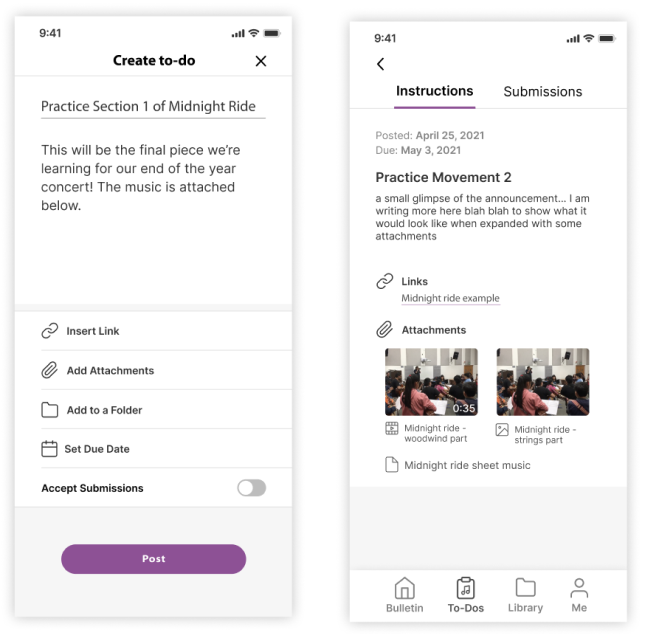 9:41
Create to-do
Practice Section 1 of Midnight Ride
This will be the final piece we're
learning for our end of the year
concert! The music is attached
below.
Insert Link
Add Attachments
Add to a Folder
Set Due Date
Accept Submissions
Post
9:41
Instructions
Submissions
Posted: April 25, 2021
Due: May 3, 2021
Practice Movement 2
a small glimpse of the announcement... I am
writing more here blah blah to show what it
would look like when expanded with some
attachments
Links
Midnight ride example
Attachments
0:35
Midnight ride -
woodwind part
Midnight ride -
strings part
Midnight ride sheet music
Bulletin
To-Dos
Library
Me